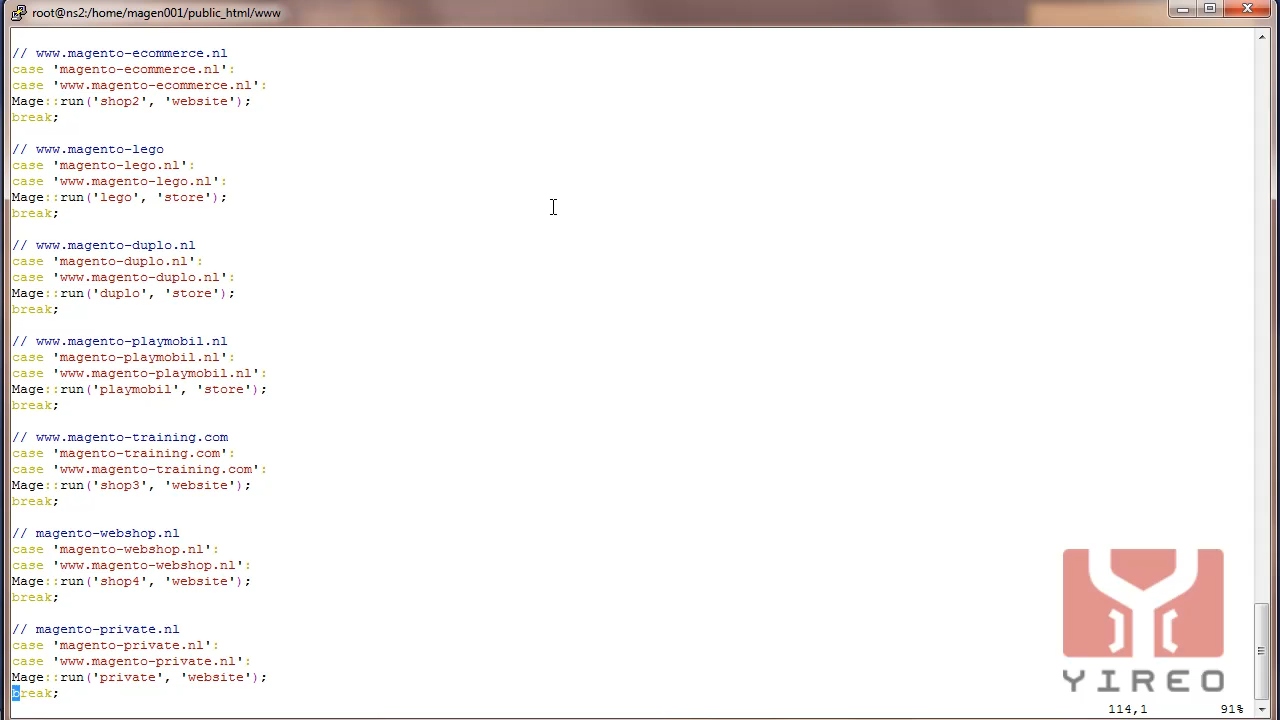 root@ns2:/home/magen001/public_html/www
// www.magento-ecommerce.nl
case 'magento-ecommerce.nl':
case 'www.magento-ecommerce.nl':
Mage::run('shop2', 'website');
break;
// www.magento-lego
case 'magento-lego.nl':
case 'www.magento-lego.nl':
Mage::run('lego', 'store');
break;
// www.magento-duplo.nl
case 'magento-duplo.nl':
case 'www.magento-duplo.nl':
Mage::run('duplo', 'store');
break;
// www.magento-playmobil.nl
case 'magento-playmobil.nl':
case 'www.magento-playmobil.nl':
Mage::run('playmobil', 'store');
break;
// www.magento-training.com
case 'magento-training.com':
case 'www.magento-training.com':
Mage::run('shop3', 'website');
break;
// magento-webshop.nl
case 'magento-webshop.nl':
case 'www.magento-webshop.nl':
Mage::run('shop4', 'website');
break;
// magento-private.nl
case 'magento-private.nl':
case 'www.magento-private.nl':
Mage::run('private', 'website');
break;
YIREO
114,1 91%